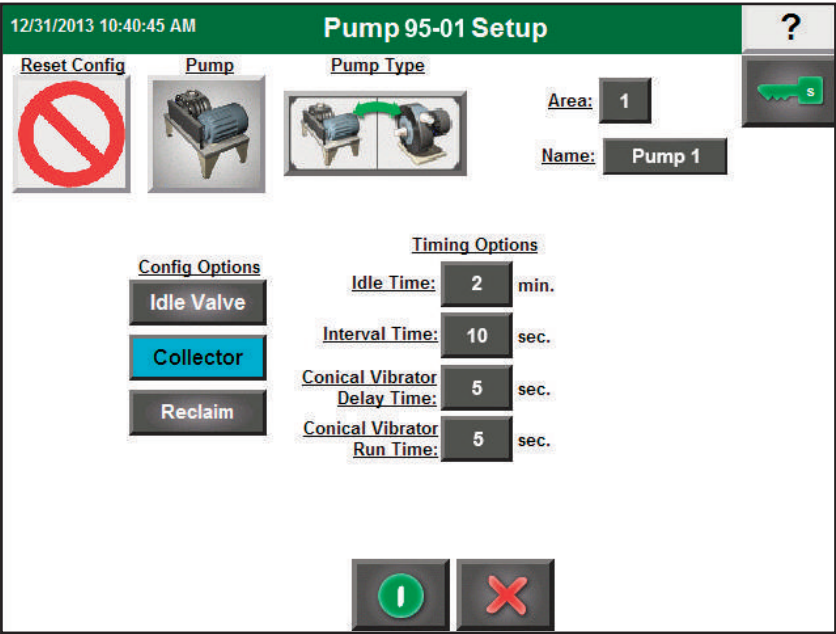 12/31/2013 10:40:45 AM
Pump 95-01 Setup
?
Reset Config
Pump
Pump Type
Area:
1
S
Name:
Pump 1
Timing Options
Config Options
Idle Time:
2
min.
Idle Valve
Interval Time:
10
sec.
Collector
Conical Vibrator
Delay Time:
5
sec.
Reclaim
Conical Vibrator
Run Time:
5
sec.